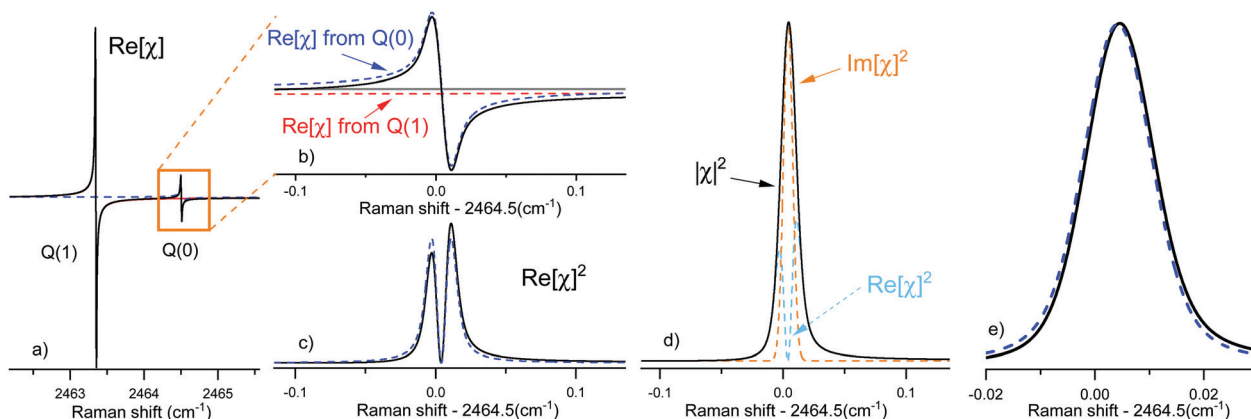 Re[χ]
Q(1)
Q(0)
a)
2463
2464
2465
Raman shift (cm⁻¹)
Re[χ] from Q(0)
Re[χ] from Q(1)
b)
-0.1
0.0
0.1
Raman shift - 2464.5(cm⁻¹)
Re[χ]²
c)
-0.1
0.0
0.1
Raman shift - 2464.5(cm⁻¹)
Im[χ]²
|χ|²
Re[χ]²
d)
-0.1
0.0
0.1
Raman shift - 2464.5(cm⁻¹)
e)
-0.02
0.00
0.02
Raman shift - 2464.5(cm⁻¹)